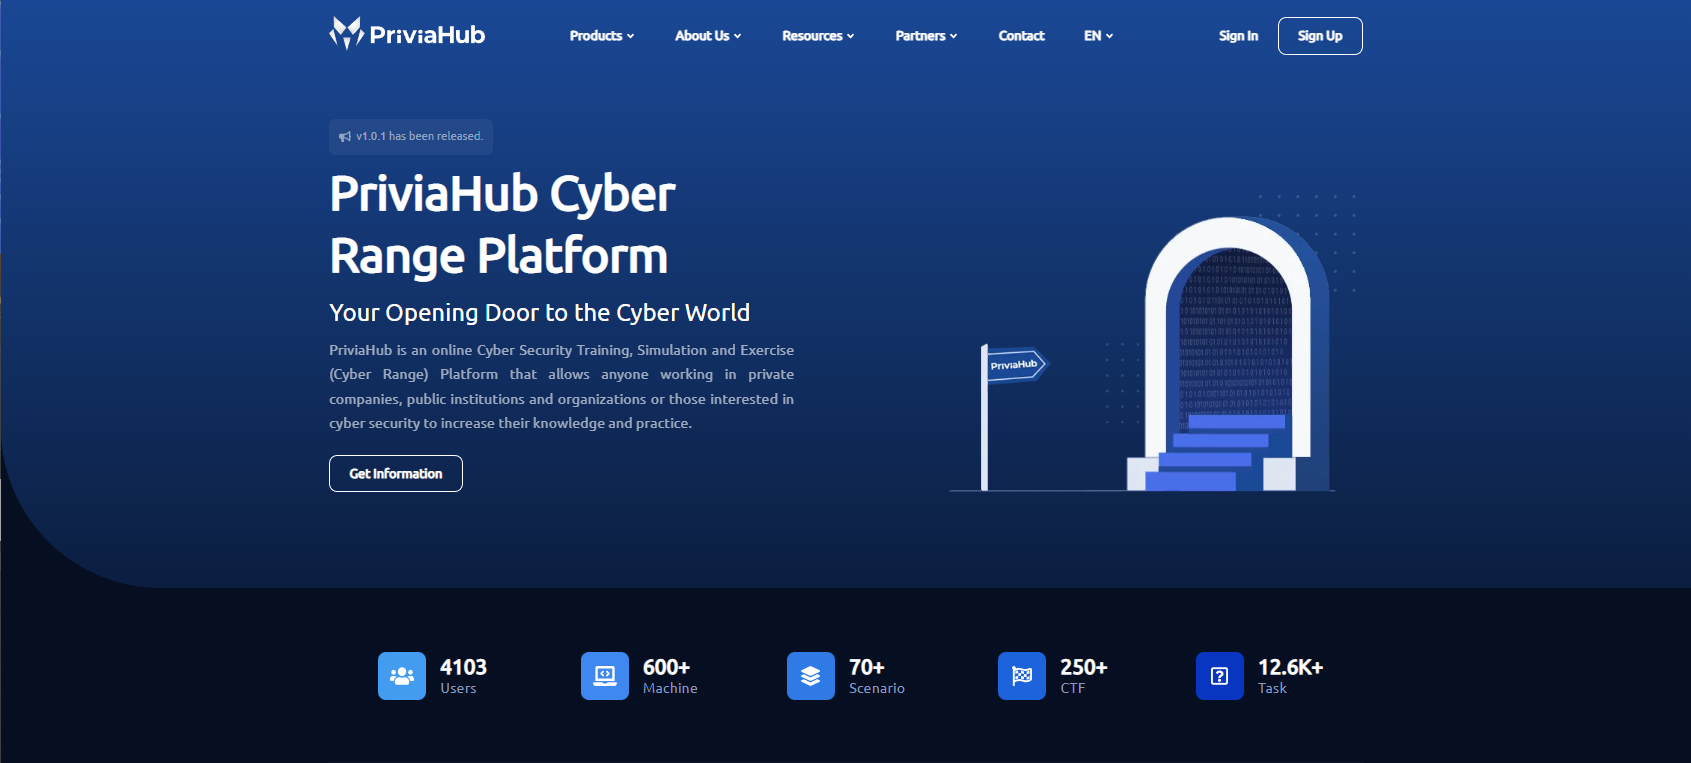 PriviaHub
Products
About Us
Resources
Partners
Contact
EN
Sign In
Sign Up
v1.0.1 has been released.
PriviaHub Cyber
Range Platform
Your Opening Door to the Cyber World
PriviaHub is an online Cyber Security Training, Simulation and Exercise
(Cyber Range) Platform that allows anyone working in private
companies, public institutions and organizations or those interested in
cyber security to increase their knowledge and practice.
Get Information
PriviaHub
4103
Users
600+
Machine
70+
Scenario
250+
CTF
12.6K+
Task